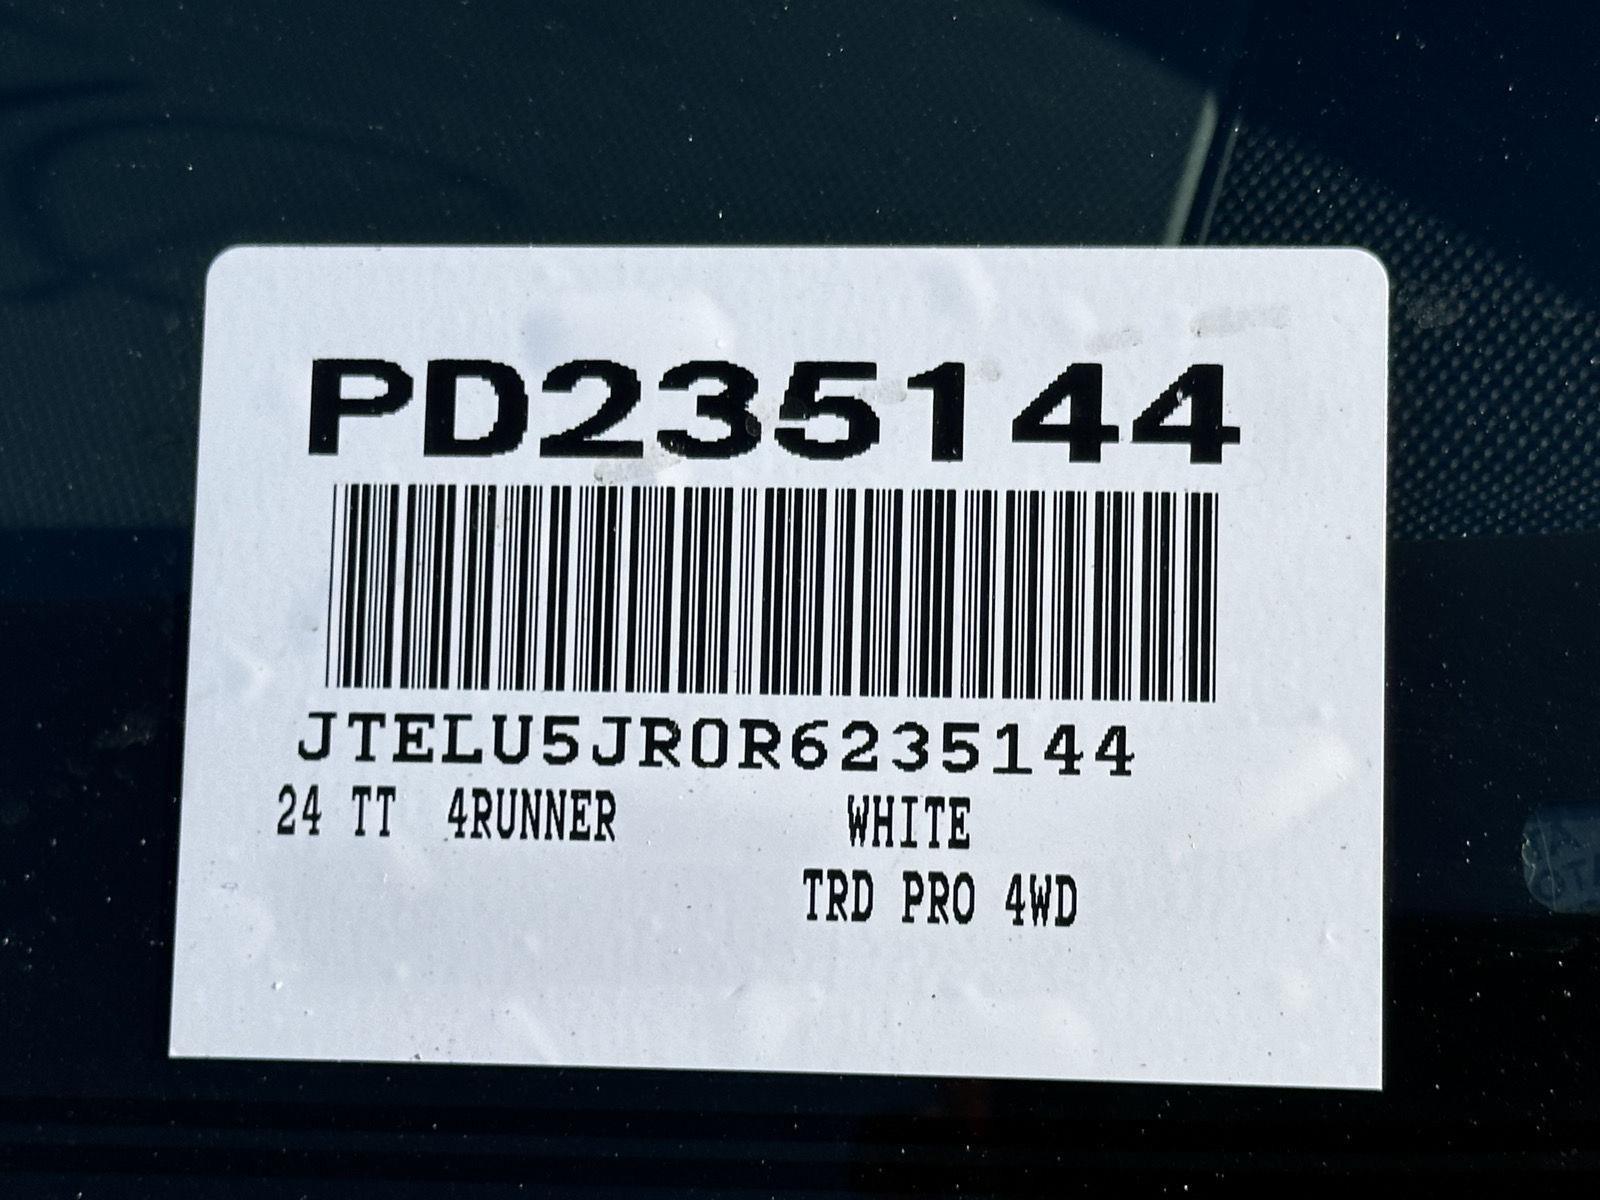 PD235144
JTELU5JR0R6235144
24 TT 4RUNNER WHITE
TRD PRO 4WD